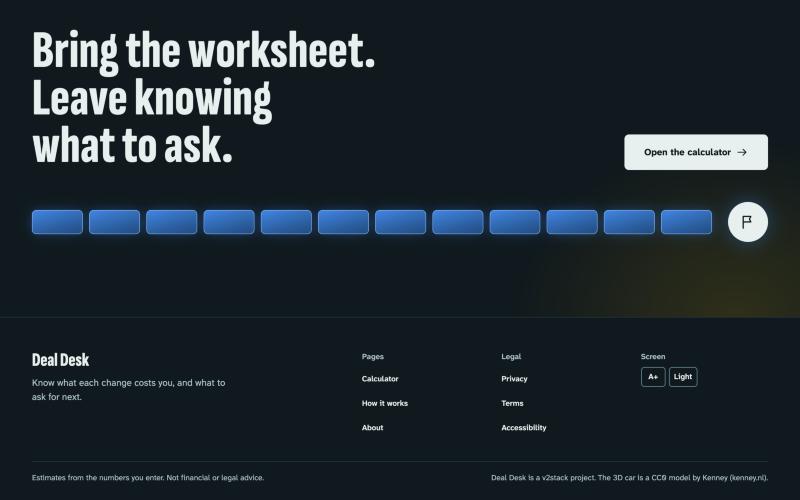 Bring the worksheet.
Leave knowing
what to ask.
Open the calculator
Deal Desk
Know what each change costs you, and what to
ask for next.
Pages
Calculator
How it works
About
Legal
Privacy
Terms
Accessibility
Screen
A+ Light
Estimates from the numbers you enter. Not financial or legal advice.
Deal Desk is a v2stack project. The 3D car is a CC0 model by Kenney (kenney.nl).